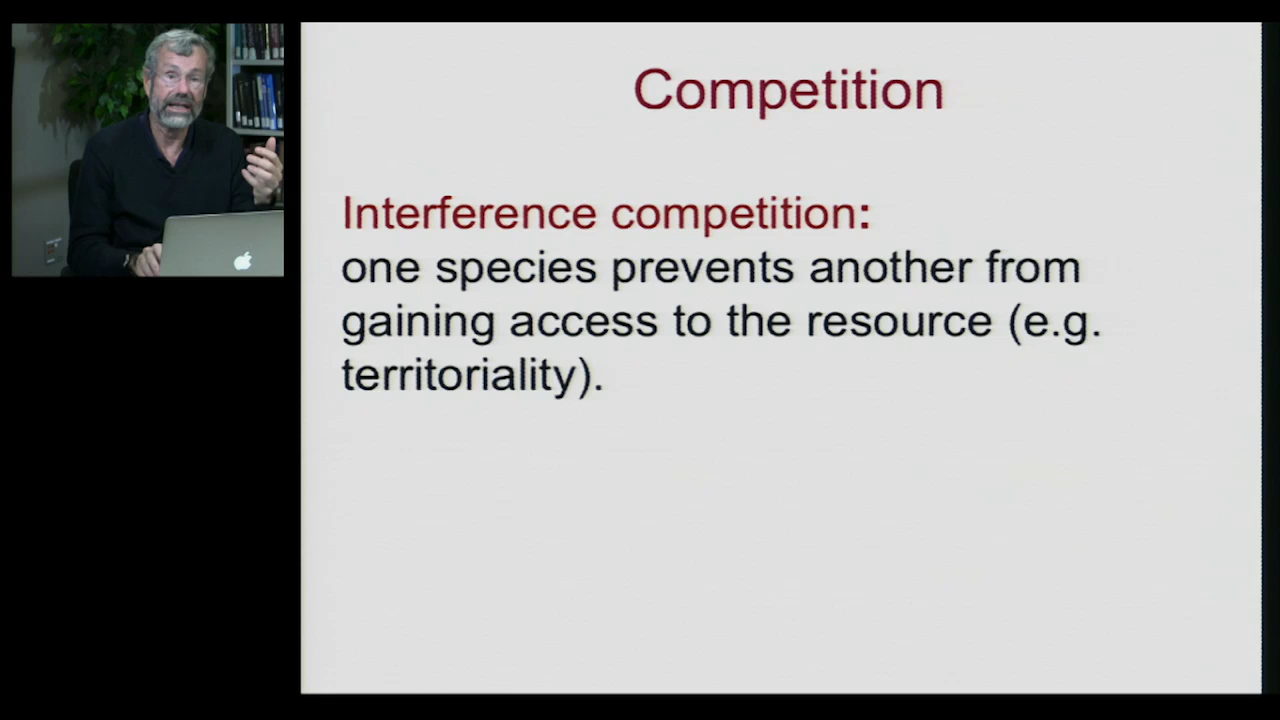 Competition
Interference competition:
one species prevents another from
gaining access to the resource (e.g.
territoriality).